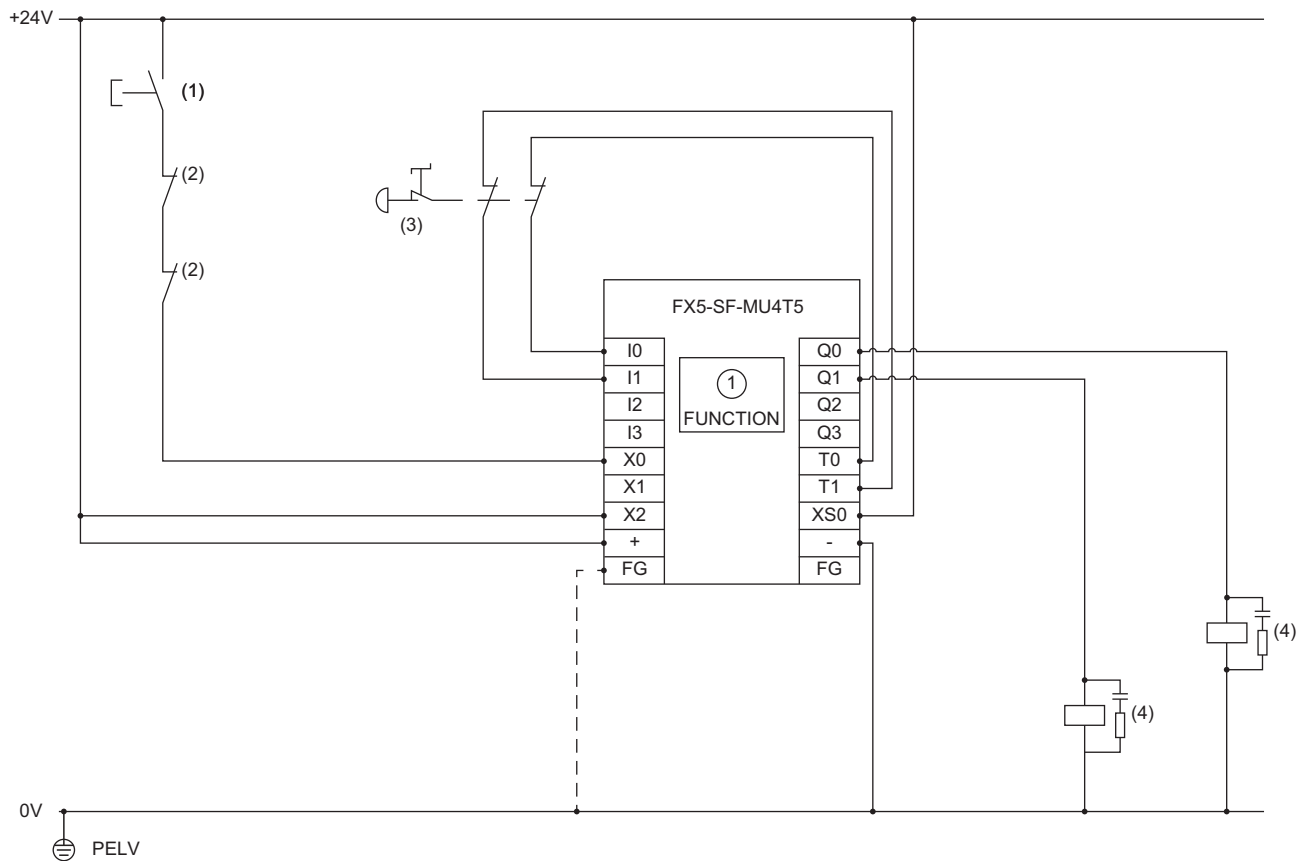 +24V
(1)
(2)
(3)
(2)
FX5-SF-MU4T5
I0
I1
I2
I3
X0
X1
X2
+
FG
1
FUNCTION
Q0
Q1
Q2
Q3
T0
T1
XS0
-
FG
(4)
(4)
0V
PELV